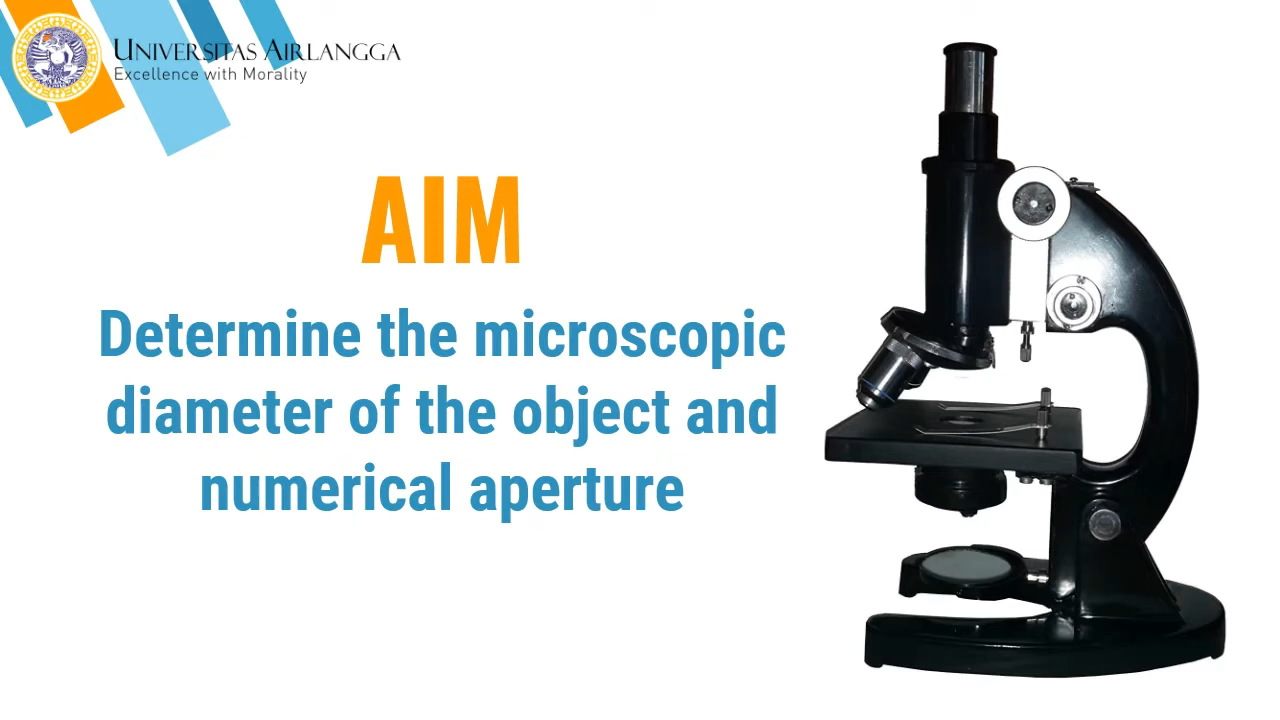 UNIVERSITAS AIRLANGGA
Excellence with Morality
AIM
Determine the microscopic
diameter of the object and
numerical aperture